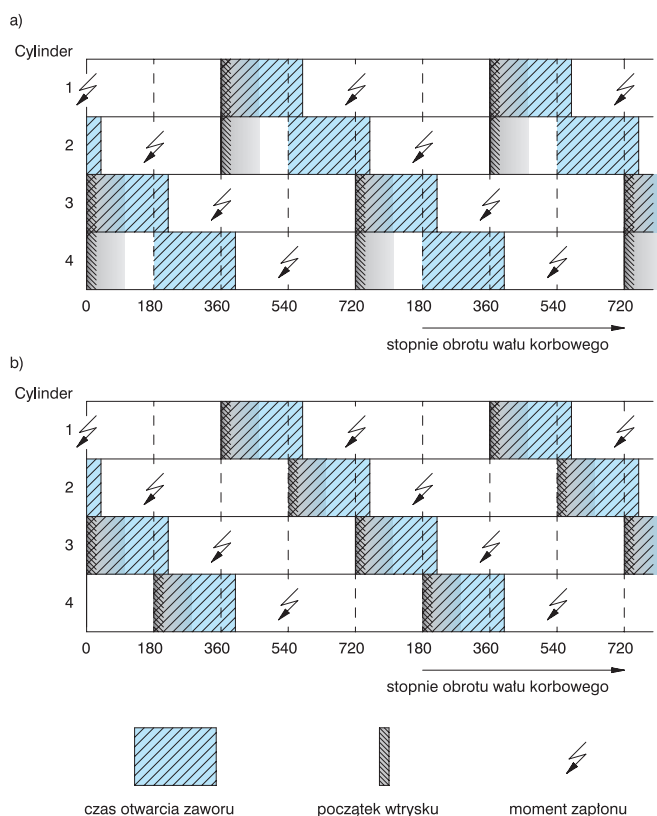 a)
Cylinder
1
2
3
4
0 180 360 540 720 180 360 540 720
stopnie obrotu wału korbowego
b)
Cylinder
1
2
3
4
0 180 360 540 720 180 360 540 720
stopnie obrotu wału korbowego
czas otwarcia zaworu początek wtrysku moment zapłonu